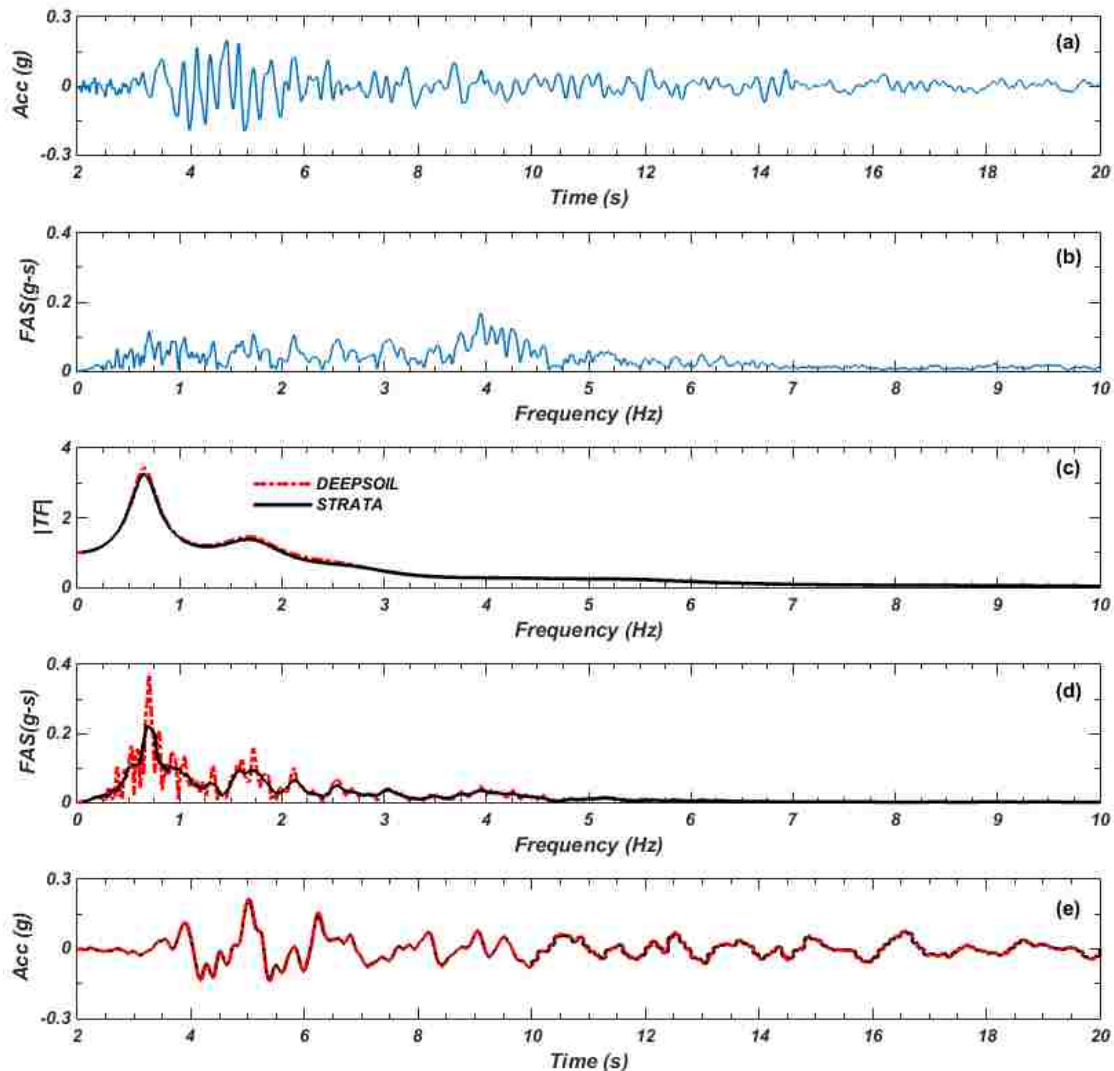 0.3
0
-0.3
Acc (g)
(a)
2 4 6 8 10 12 14 16 18 20
Time (s)
0.4
0.2
0
FAS(g-s)
(b)
0 1 2 3 4 5 6 7 8 9 10
Frequency (Hz)
4
2
0
|TF|
DEEPSOIL
STRATA
(c)
0 1 2 3 4 5 6 7 8 9 10
Frequency (Hz)
0.4
0.2
0
FAS(g-s)
(d)
0 1 2 3 4 5 6 7 8 9 10
Frequency (Hz)
0.3
0
-0.3
Acc (g)
(e)
2 4 6 8 10 12 14 16 18 20
Time (s)